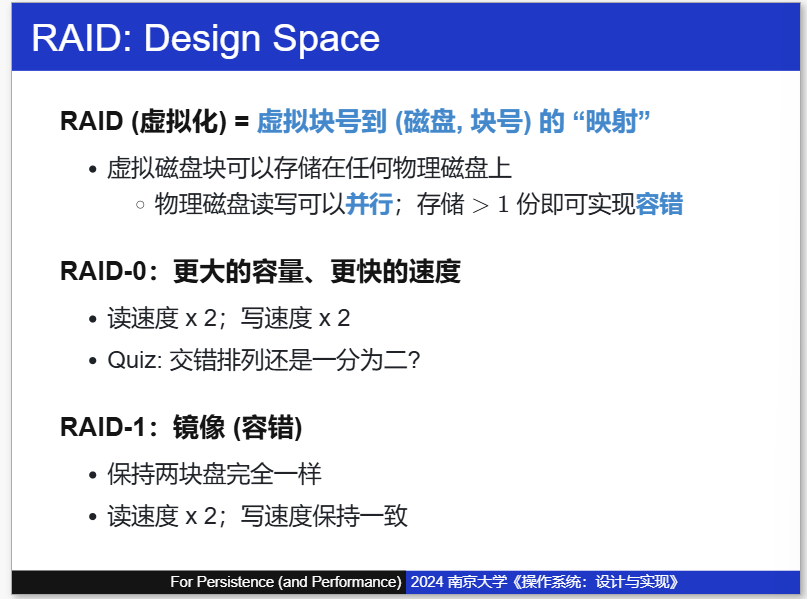 RAID: Design Space
RAID (虚拟化) = 虚拟块号到 (磁盘, 块号) 的 “映射”
• 虚拟磁盘块可以存储在任何物理磁盘上
◦ 物理磁盘读写可以并行；存储 > 1 份即可实现容错
RAID-0：更大的容量、更快的速度
• 读速度 x 2；写速度 x 2
• Quiz: 交错排列还是一分为二?
RAID-1：镜像 (容错)
• 保持两块盘完全一样
• 读速度 x 2；写速度保持一致
For Persistence (and Performance) 2024 南京大学《操作系统：设计与实现》